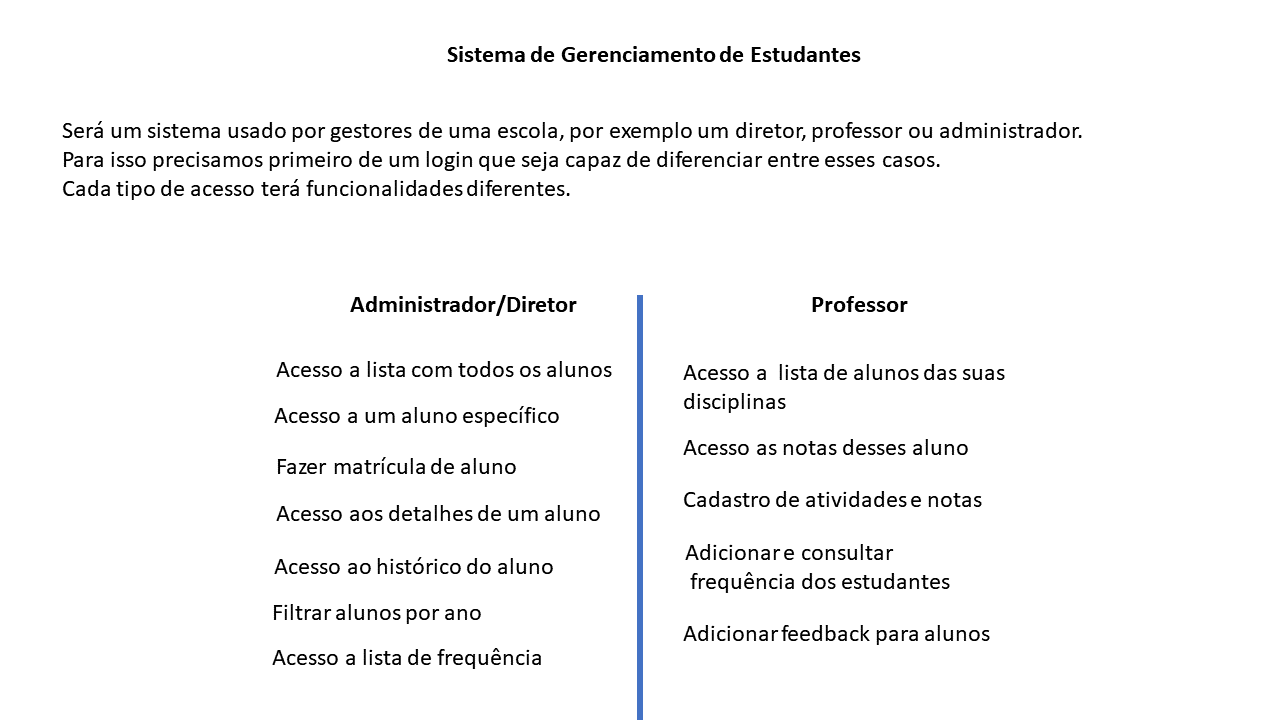 Sistema de Gerenciamento de Estudantes
Será um sistema usado por gestores de uma escola, por exemplo um diretor, professor ou administrador.
Para isso precisamos primeiro de um login que seja capaz de diferenciar entre esses casos.
Cada tipo de acesso terá funcionalidades diferentes.
Administrador/Diretor
Acesso a lista com todos os alunos
Acesso a um aluno específico
Fazer matrícula de aluno
Acesso aos detalhes de um aluno
Acesso ao histórico do aluno
Filtrar alunos por ano
Acesso a lista de frequência
Professor
Acesso a lista de alunos das suas
disciplinas
Acesso as notas desses aluno
Cadastro de atividades e notas
Adicionar e consultar
frequência dos estudantes
Adicionar feedback para alunos